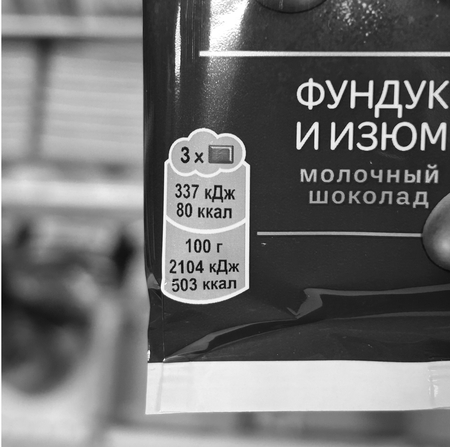 ФУНДУК
И ИЗЮМ
МОЛОЧНЫЙ
ШОКОЛАД
3 x
337 кДж
80 ккал
100 г
2104 кДж
503 ккал